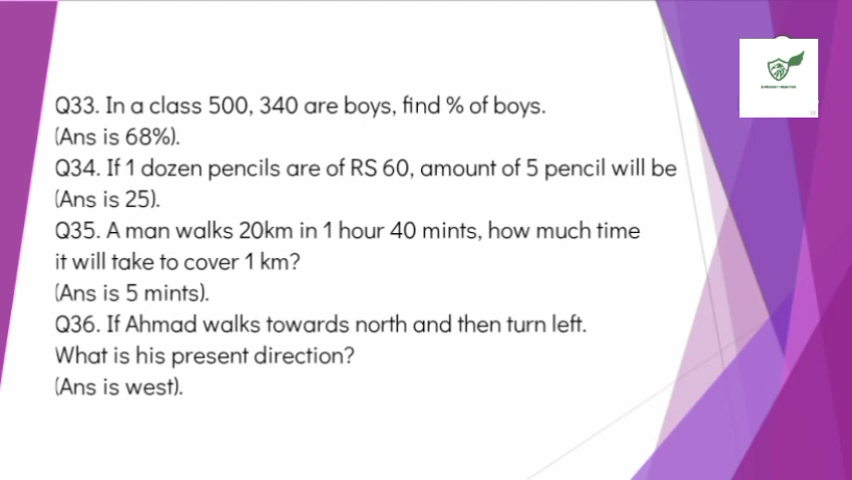 Q33. In a class 500, 340 are boys, find % of boys.
(Ans is 68%).
Q34. If 1 dozen pencils are of RS 60, amount of 5 pencil will be
(Ans is 25).
Q35. A man walks 20km in 1 hour 40 mints, how much time
it will take to cover 1 km?
(Ans is 5 mints).
Q36. If Ahmad walks towards north and then turn left.
What is his present direction?
(Ans is west).